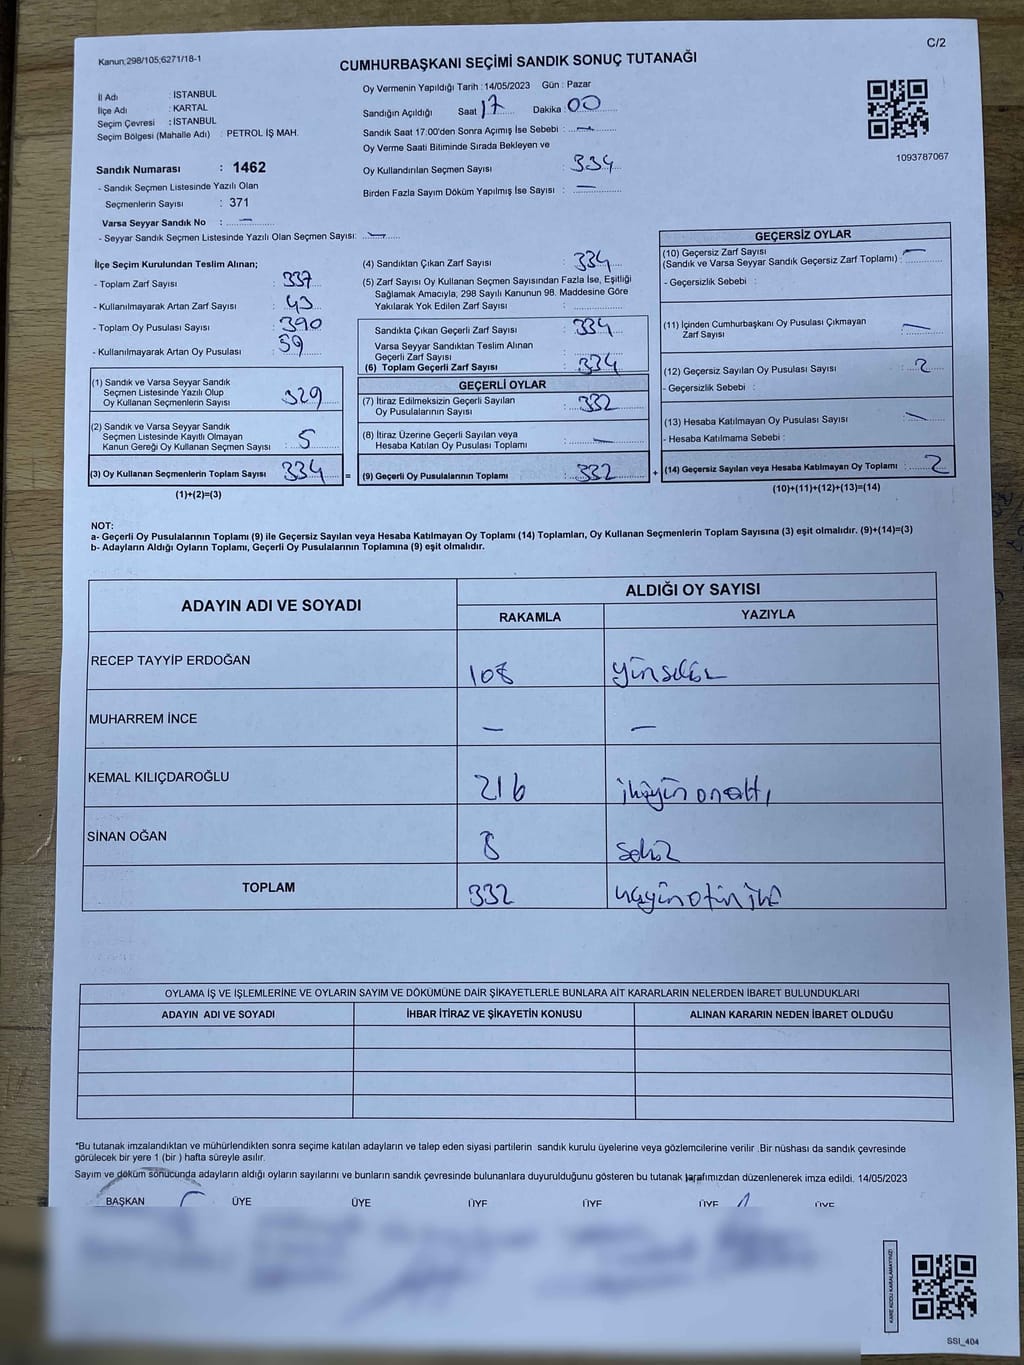 Kanun;298/105;6271/18-1
C/2
CUMHURBAŞKANI SEÇİMİ SANDIK SONUÇ TUTANAĞI
İl Adı : İSTANBUL
İlçe Adı : KARTAL
Seçim Çevresi : İSTANBUL
Seçim Bölgesi (Mahalle Adı) : PETROL İŞ MAH.
Oy Vermenin Yapıldığı Tarih : 14/05/2023 Gün : Pazar
Sandığın Açıldığı Saat 17 Dakika : 00
Sandık Saat 17:00'den Sonra Açımış İse Sebebi : —
Oy Verme Saati Bitiminde Sırada Bekleyen ve
Oy Kullandırılan Seçmen Sayısı : 334
Birden Fazla Sayım Döküm Yapılmış İse Sayısı : —
1093787067
Sandık Numarası : 1462
- Sandık Seçmen Listesinde Yazılı Olan
Seçmenlerin Sayısı : 371
Varsa Seyyar Sandık No : —
- Seyyar Sandık Seçmen Listesinde Yazılı Olan Seçmen Sayısı: —
İlçe Seçim Kurulundan Teslim Alınan;
- Toplam Zarf Sayısı : 337
- Kullanılmayarak Artan Zarf Sayısı : 43
- Toplam Oy Pusulası Sayısı : 390
- Kullanılmayarak Artan Oy Pusulası : 59
(1) Sandık ve Varsa Seyyar Sandık
Seçmen Listesinde Yazılı Olup
Oy Kullanan Seçmenlerin Sayısı : 329
(2) Sandık ve Varsa Seyyar Sandık
Seçmen Listesinde Kayıtlı Olmayan
Kanun Gereği Oy Kullanan Seçmen Sayısı : 5
(3) Oy Kullanan Seçmenlerin Toplam Sayısı : 334 =
(1)+(2)=(3)
(4) Sandıktan Çıkan Zarf Sayısı : 334
(5) Zarf Sayısı Oy Kullanan Seçmen Sayısından Fazla İse, Eşitliği
Sağlamak Amacıyla, 298 Sayılı Kanunun 98. Maddesine Göre
Yakılarak Yok Edilen Zarf Sayısı :
Sandıkta Çıkan Geçerli Zarf Sayısı : 334
Varsa Seyyar Sandıktan Teslim Alınan
Geçerli Zarf Sayısı :
(6) Toplam Geçerli Zarf Sayısı : 334
GEÇERLİ OYLAR
(7) İtiraz Edilmeksizin Geçerli Sayılan
Oy Pusulalarının Sayısı : 332
(8) İtiraz Üzerine Geçerli Sayılan veya
Hesaba Katılan Oy Pusulası Toplamı : —
(9) Geçerli Oy Pusulalarının Toplamı : 332 +
GEÇERSİZ OYLAR
(10) Geçersiz Zarf Sayısı
(Sandık ve Varsa Seyyar Sandık Geçersiz Zarf Toplamı) : —
- Geçersizlik Sebebi :
(11) İçinden Cumhurbaşkanı Oy Pusulası Çıkmayan
Zarf Sayısı : —
(12) Geçersiz Sayılan Oy Pusulası Sayısı : 2
- Geçersizlik Sebebi :
(13) Hesaba Katılmayan Oy Pusulası Sayısı : —
- Hesaba Katılmama Sebebi :
(14) Geçersiz Sayılan veya Hesaba Katılmayan Oy Toplamı : 2
(10)+(11)+(12)+(13)=(14)
NOT:
a- Geçerli Oy Pusulalarının Toplamı (9) ile Geçersiz Sayılan veya Hesaba Katılmayan Oy Toplamı (14) Toplamları, Oy Kullanan Seçmenlerin Toplam Sayısına (3) eşit olmalıdır. (9)+(14)=(3)
b- Adayların Aldığı Oyların Toplamı, Geçerli Oy Pusulalarının Toplamına (9) eşit olmalıdır.
ADAYIN ADI VE SOYADI
ALDIĞI OY SAYISI
RAKAMLA YAZIYLA
RECEP TAYYİP ERDOĞAN 108 yüzsekiz
MUHARREM İNCE — —
KEMAL KILIÇDAROĞLU 216 ikiyüzonaltı
SİNAN OĞAN 8 sekiz
TOPLAM 332 üçyüzotuziki
OYLAMA İŞ VE İŞLEMLERİNE VE OYLARIN SAYIM VE DÖKÜMÜNE DAİR ŞİKAYETLERLE BUNLARA AİT KARARLARIN NELERDEN İBARET BULUNDUKLARI
ADAYIN ADI VE SOYADI İHBAR İTİRAZ VE ŞİKAYETİN KONUSU ALINAN KARARIN NEDEN İBARET OLDUĞU
*Bu tutanak imzalandıktan ve mühürlendikten sonra seçime katılan adayların ve talep eden siyasi partilerin sandık kurulu üyelerine veya gözlemcilerine verilir .Bir nüshası da sandık çevresinde
görülecek bir yere 1 (bir ) hafta süreyle asılır.
Sayım ve döküm sonucunda adayların aldığı oyların sayılarını ve bunların sandık çevresinde bulunanlara duyurulduğunu gösteren bu tutanak tarafımızdan düzenlenerek imza edildi. 14/05/2023
BAŞKAN ÜYE ÜYE ÜYE ÜYE ÜYE ÜYE
KARE KODU KARALAMAYINIZ!
SSI_404